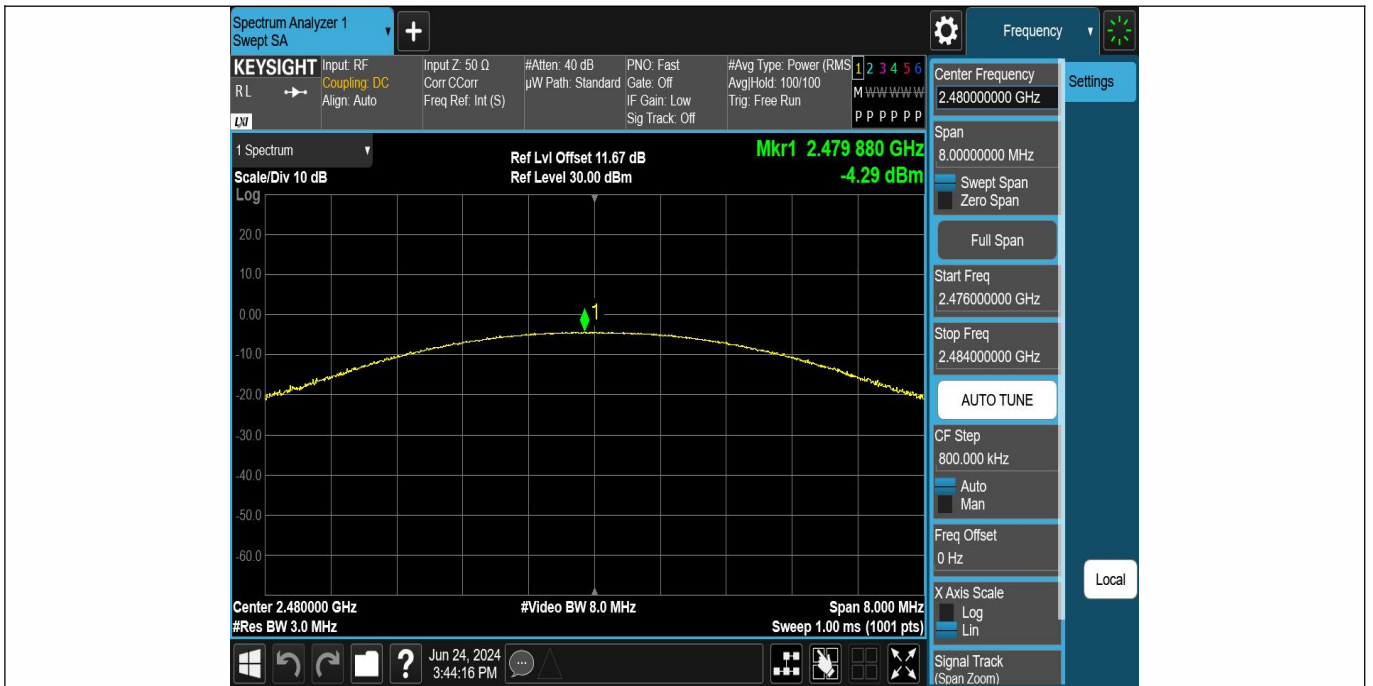 Spectrum Analyzer 1
Swept SA
Frequency
KEYSIGHT
RL
LXI
Input: RF
Coupling: DC
Align: Auto
Input Z: 50 Ω
Corr CCorr
Freq Ref: Int (S)
#Atten: 40 dB
µW Path: Standard
PNO: Fast
Gate: Off
IF Gain: Low
Sig Track: Off
#Avg Type: Power (RMS
Avg|Hold: 100/100
Trig: Free Run
1 2 3 4 5 6
M W W W W W
P P P P P P
1 Spectrum
Scale/Div 10 dB
Log
Ref Lvl Offset 11.67 dB
Ref Level 30.00 dBm
Mkr1 2.479 880 GHz
-4.29 dBm
20.0
10.0
0.00
1
-10.0
-20.0
-30.0
-40.0
-50.0
-60.0
Center 2.480000 GHz
#Video BW 8.0 MHz
Span 8.000 MHz
#Res BW 3.0 MHz
Sweep 1.00 ms (1001 pts)
Center Frequency
2.480000000 GHz
Settings
Span
8.00000000 MHz
Swept Span
Zero Span
Full Span
Start Freq
2.476000000 GHz
Stop Freq
2.484000000 GHz
AUTO TUNE
CF Step
800.000 kHz
Auto
Man
Freq Offset
0 Hz
Local
X Axis Scale
Log
Lin
Signal Track
(Span Zoom)
?
Jun 24, 2024
3:44:16 PM